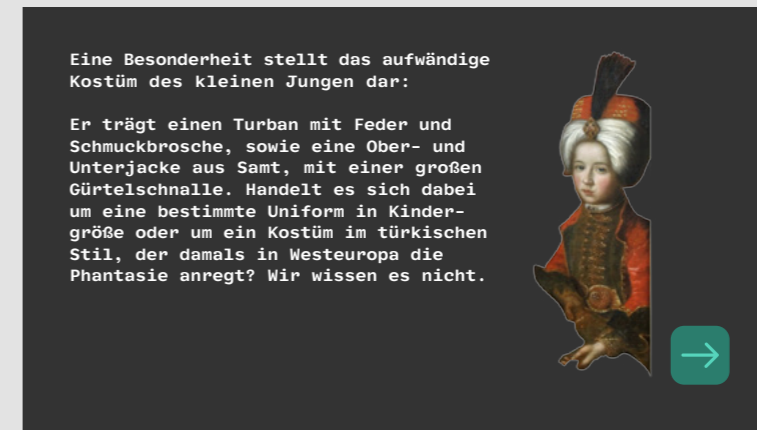 Eine Besonderheit stellt das aufwändige
Kostüm des kleinen Jungen dar:
Er trägt einen Turban mit Feder und
Schmuckbrosche, sowie eine Ober- und
Unterjacke aus Samt, mit einer großen
Gürtelschnalle. Handelt es sich dabei
um eine bestimmte Uniform in Kinder-
größe oder um ein Kostüm im türkischen
Stil, der damals in Westeuropa die
Phantasie anregt? Wir wissen es nicht.